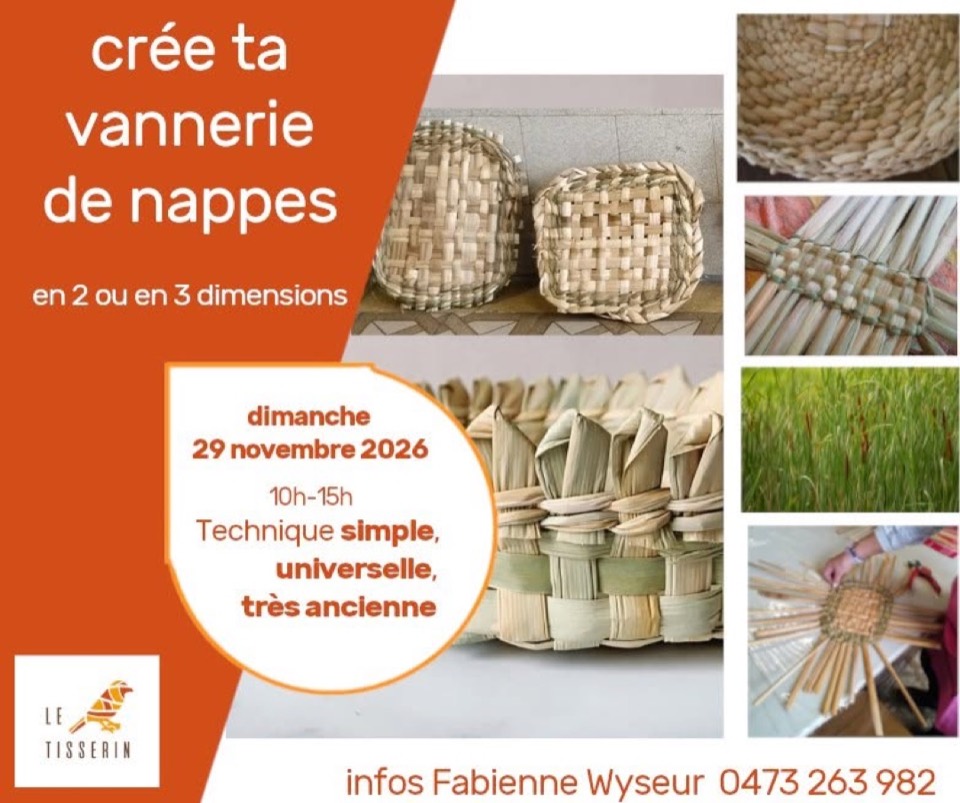 crée ta
vannerie
de nappes
en 2 ou en 3 dimensions
dimanche
29 novembre 2026
10h-15h
Technique simple,
universelle,
très ancienne
LE
TISSERIN
infos Fabienne Wyseur 0473 263 982